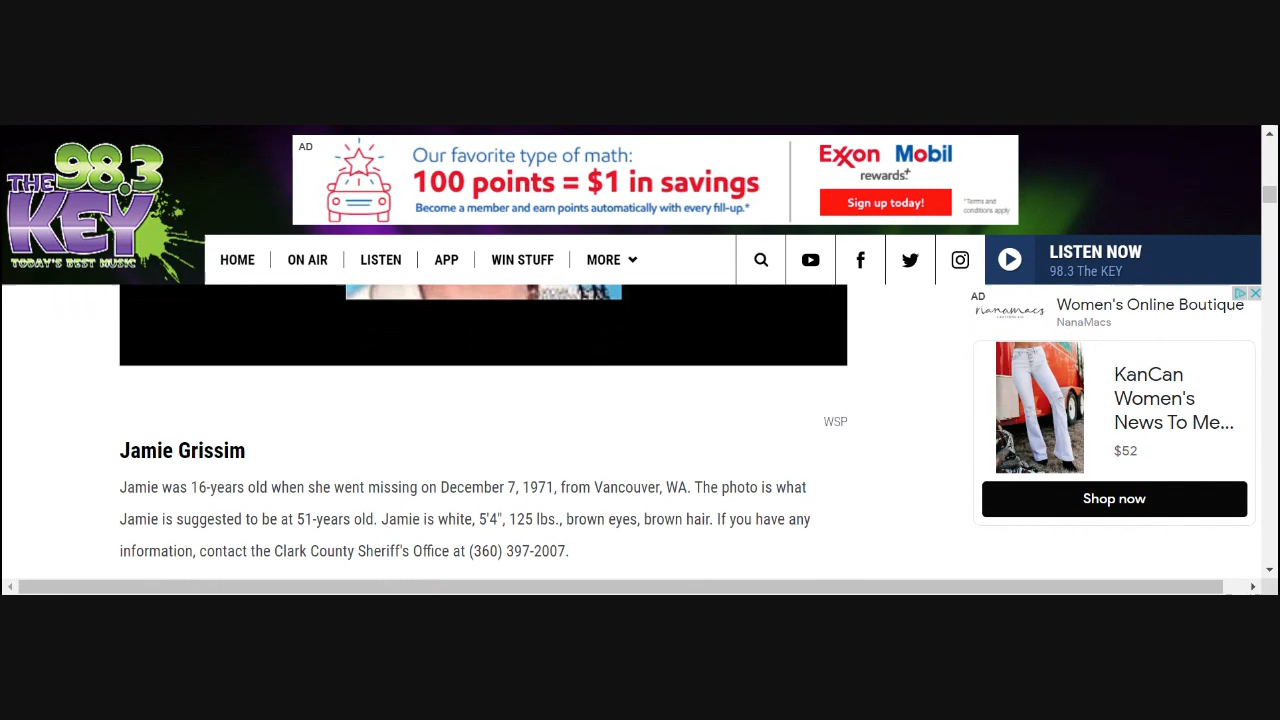 AD
Our favorite type of math:
100 points = $1 in savings
Become a member and earn points automatically with every fill-up.*
Exxon Mobil
rewards+
Sign up today!
*Terms and
conditions apply
THE 98.3
KEY
TODAY'S BEST MUSIC
HOME ON AIR LISTEN APP WIN STUFF MORE
LISTEN NOW
98.3 The KEY
AD
nanamacs
Women's Online Boutique
NanaMacs
KanCan
Women's
News To Me...
$52
Shop now
WSP
Jamie Grissim
Jamie was 16-years old when she went missing on December 7, 1971, from Vancouver, WA. The photo is what
Jamie is suggested to be at 51-years old. Jamie is white, 5'4", 125 lbs., brown eyes, brown hair. If you have any
information, contact the Clark County Sheriff's Office at (360) 397-2007.